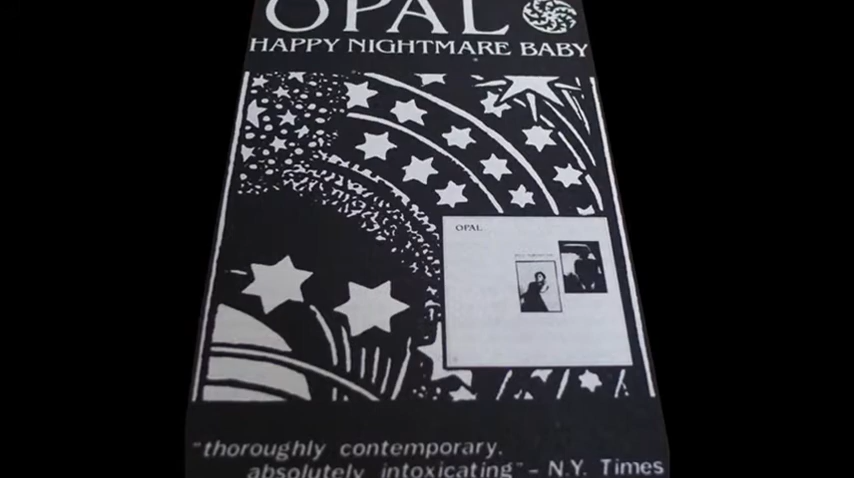 OPAL
HAPPY NIGHTMARE BABY
OPAL
"thoroughly contemporary,
absolutely intoxicating" – N.Y. Times